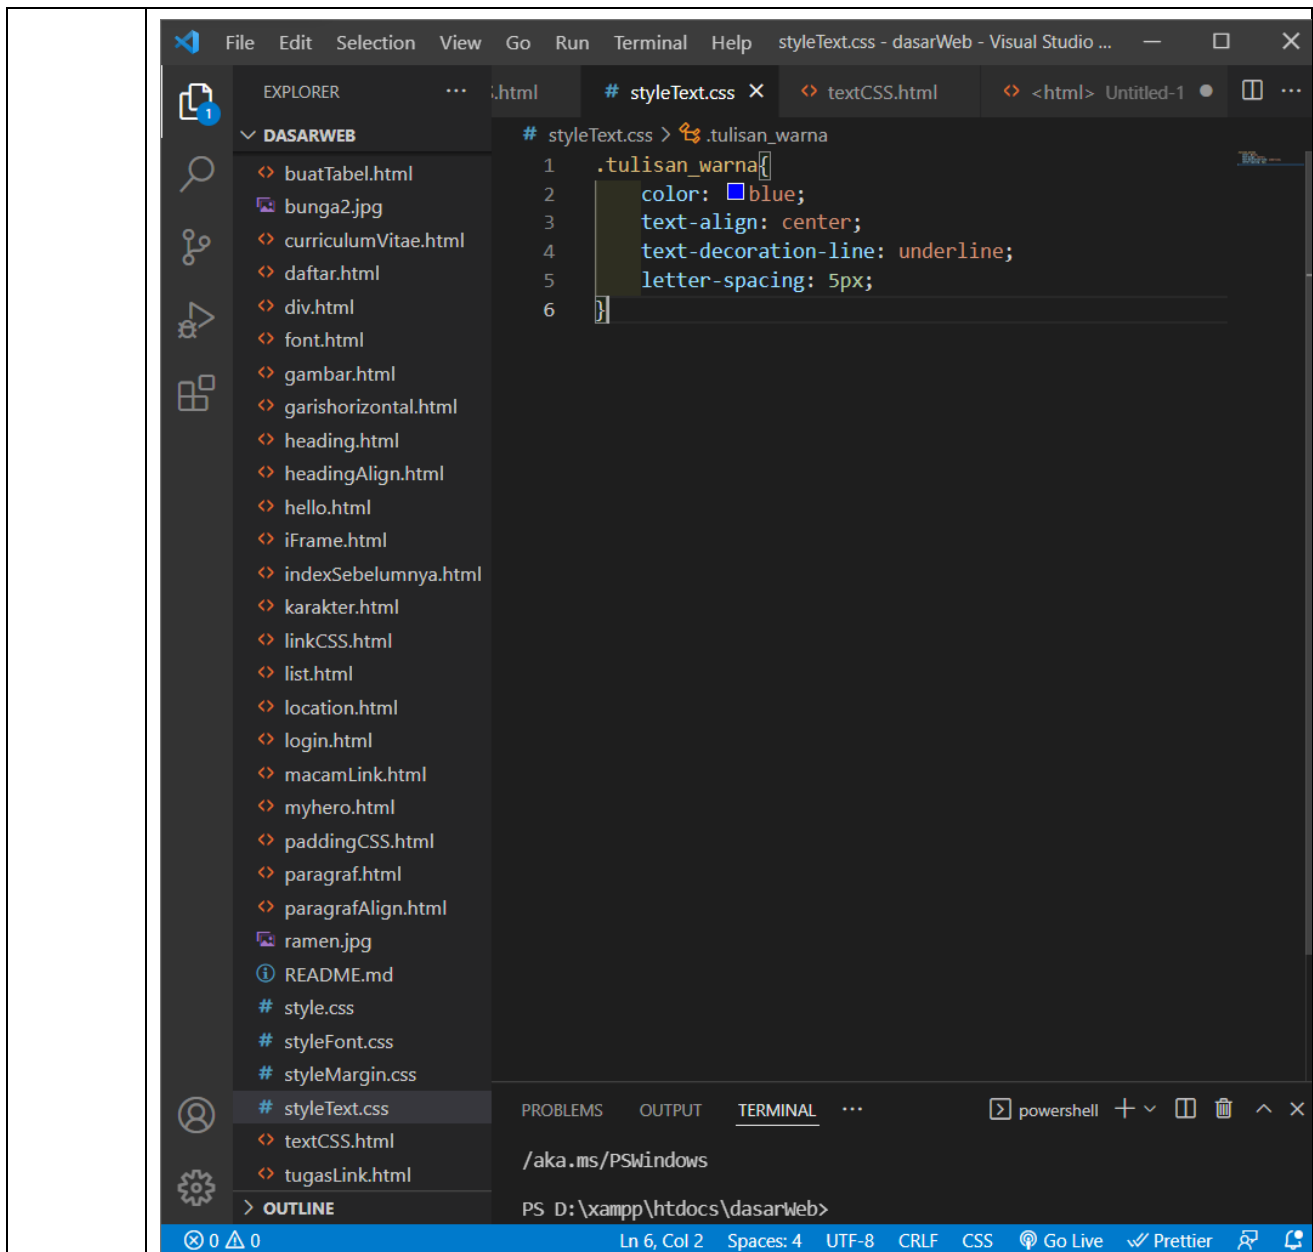 File Edit Selection View Go Run Terminal Help styleText.css - dasarWeb - Visual Studio ...
EXPLORER ...
1
.html # styleText.css textCSS.html <html> Untitled-1 ...
DASARWEB
buatTabel.html
bunga2.jpg
curriculumVitae.html
daftar.html
div.html
font.html
gambar.html
garishorizontal.html
heading.html
headingAlign.html
hello.html
iFrame.html
indexSebelumnya.html
karakter.html
linkCSS.html
list.html
location.html
login.html
macamLink.html
myhero.html
paddingCSS.html
paragraf.html
paragrafAlign.html
ramen.jpg
README.md
# style.css
# styleFont.css
# styleMargin.css
# styleText.css
textCSS.html
tugasLink.html
OUTLINE
# styleText.css > .tulisan_warna
1 .tulisan_warna{
2 color: blue;
3 text-align: center;
4 text-decoration-line: underline;
5 letter-spacing: 5px;
6 }
PROBLEMS OUTPUT TERMINAL ... powershell
/aka.ms/PSWindows
PS D:\xampp\htdocs\dasarWeb>
0 0 Ln 6, Col 2 Spaces: 4 UTF-8 CRLF CSS Go Live Prettier